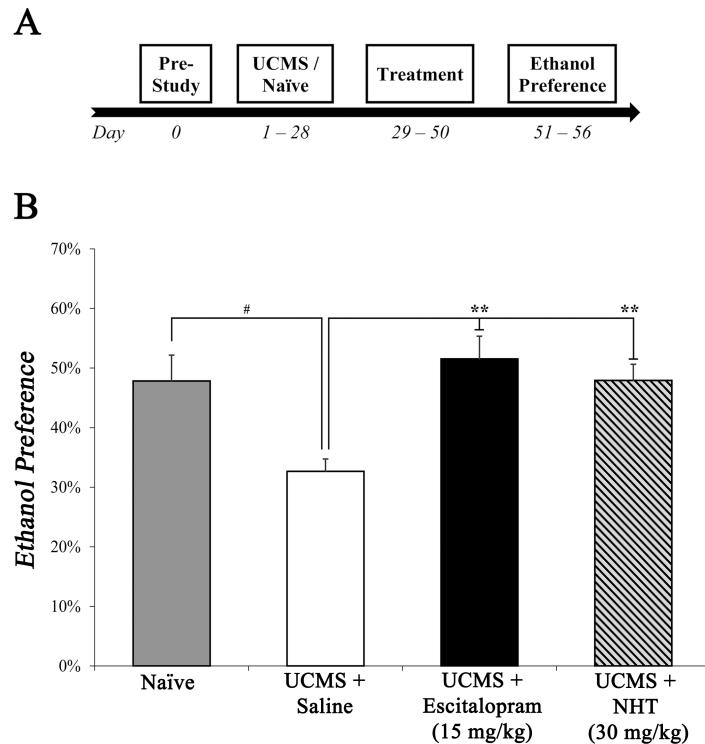 A
Pre-
Study
UCMS /
Naïve
Treatment
Ethanol
Preference
Day 0 1 – 28 29 – 50 51 – 56
B
Ethanol Preference
70%
60%
50%
40%
30%
20%
10%
0%
#
**
**
Naïve
UCMS +
Saline
UCMS +
Escitalopram
(15 mg/kg)
UCMS +
NHT
(30 mg/kg)